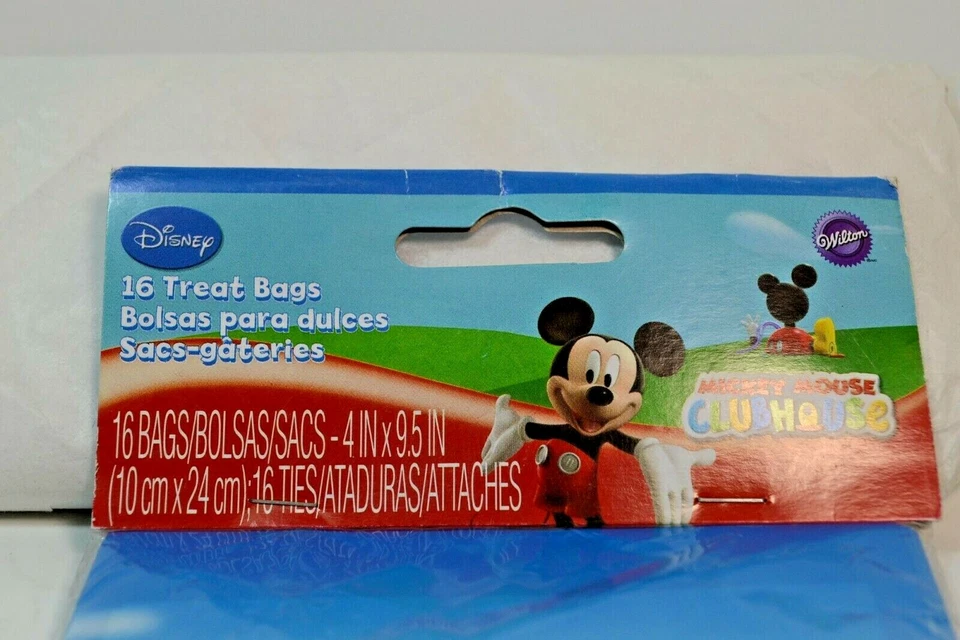 Disney
Wilton
16 Treat Bags
Bolsas para dulces
Sacs-gâteries
MICKEY MOUSE
CLUBHOUSE
16 BAGS/BOLSAS/SACS - 4 IN x 9.5 IN
(10 cm x 24 cm); 16 TIES/ATADURAS/ATTACHES